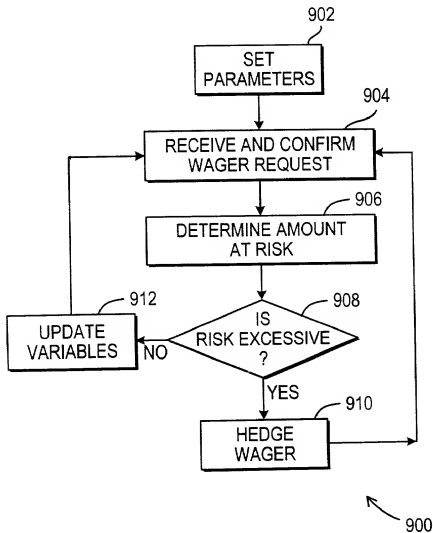 902
SET
PARAMETERS
904
RECEIVE AND CONFIRM
WAGER REQUEST
906
DETERMINE AMOUNT
AT RISK
908
IS
RISK EXCESSIVE
?
912
UPDATE
VARIABLES
NO
YES
910
HEDGE
WAGER
900